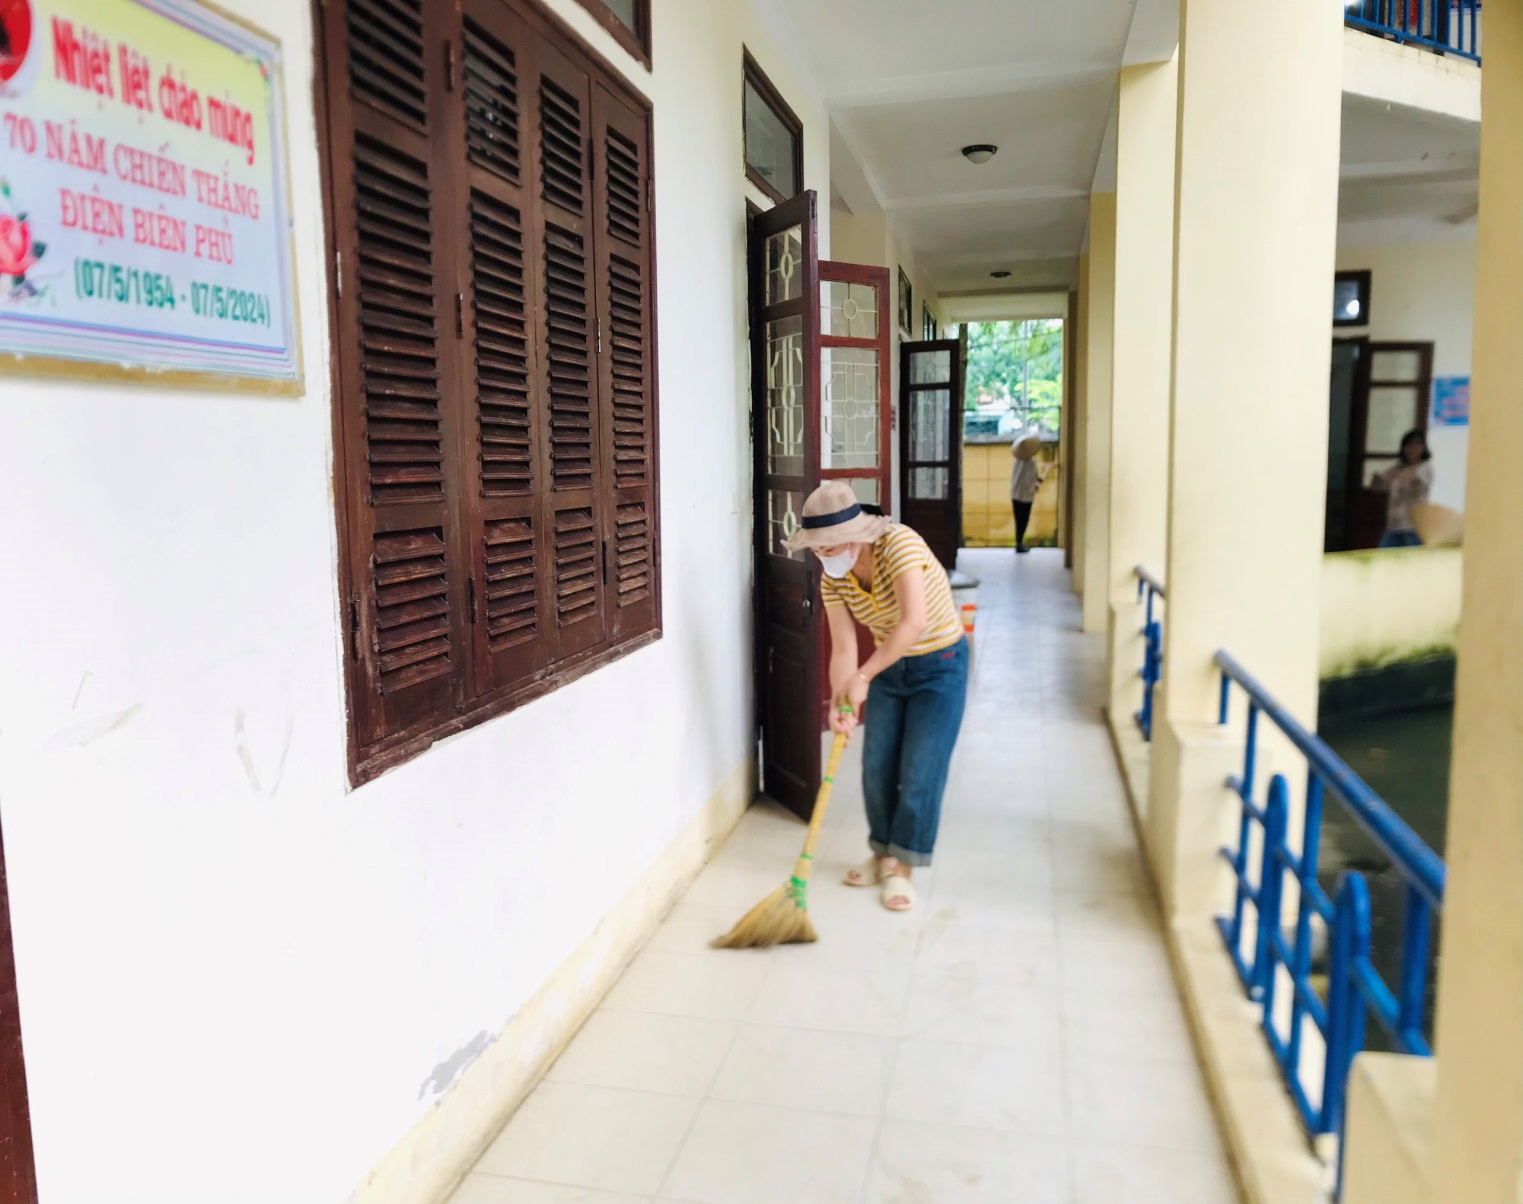 Nhiệt liệt chào mừng
70 NĂM CHIẾN THẮNG
ĐIỆN BIÊN PHỦ
(07/5/1954 - 07/5/2024)